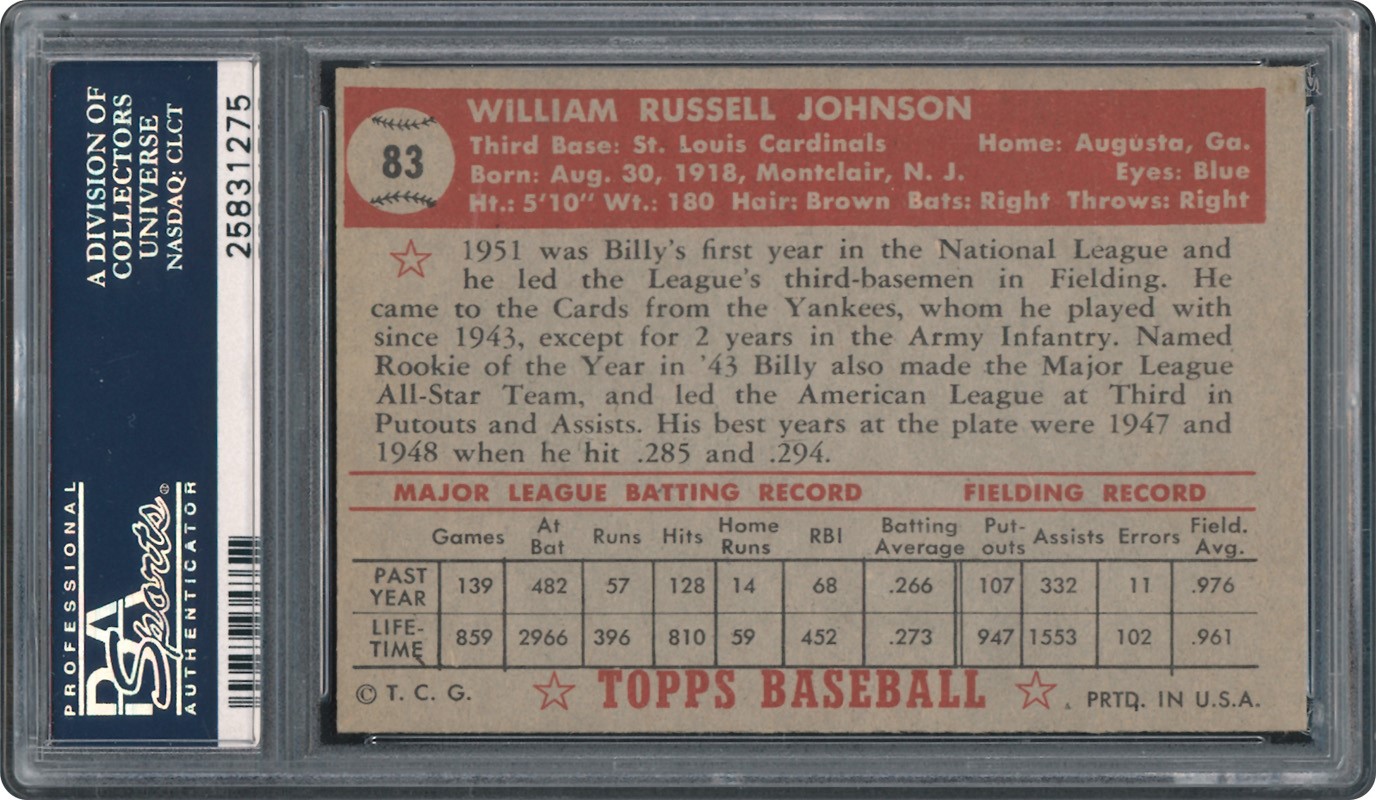 A DIVISION OF
COLLECTORS
UNIVERSE
NASDAQ: CLCT
25831275
PROFESSIONAL
PSA
Sports®
AUTHENTICATOR
83
WILLIAM RUSSELL JOHNSON
Third Base: St. Louis Cardinals Home: Augusta, Ga.
Born: Aug. 30, 1918, Montclair, N. J. Eyes: Blue
Ht.: 5'10" Wt.: 180 Hair: Brown Bats: Right Throws: Right
1951 was Billy's first year in the National League and
he led the League's third-basemen in Fielding. He
came to the Cards from the Yankees, whom he played with
since 1943, except for 2 years in the Army Infantry. Named
Rookie of the Year in '43 Billy also made the Major League
All-Star Team, and led the American League at Third in
Putouts and Assists. His best years at the plate were 1947 and
1948 when he hit .285 and .294.
MAJOR LEAGUE BATTING RECORD FIELDING RECORD
Games At Bat Runs Hits Home Runs RBI Batting Average Put-outs Assists Errors Field. Avg.
PAST YEAR 139 482 57 128 14 68 .266 107 332 11 .976
LIFE-TIME 859 2966 396 810 59 452 .273 947 1553 102 .961
© T. C. G. TOPPS BASEBALL PRTD. IN U.S.A.